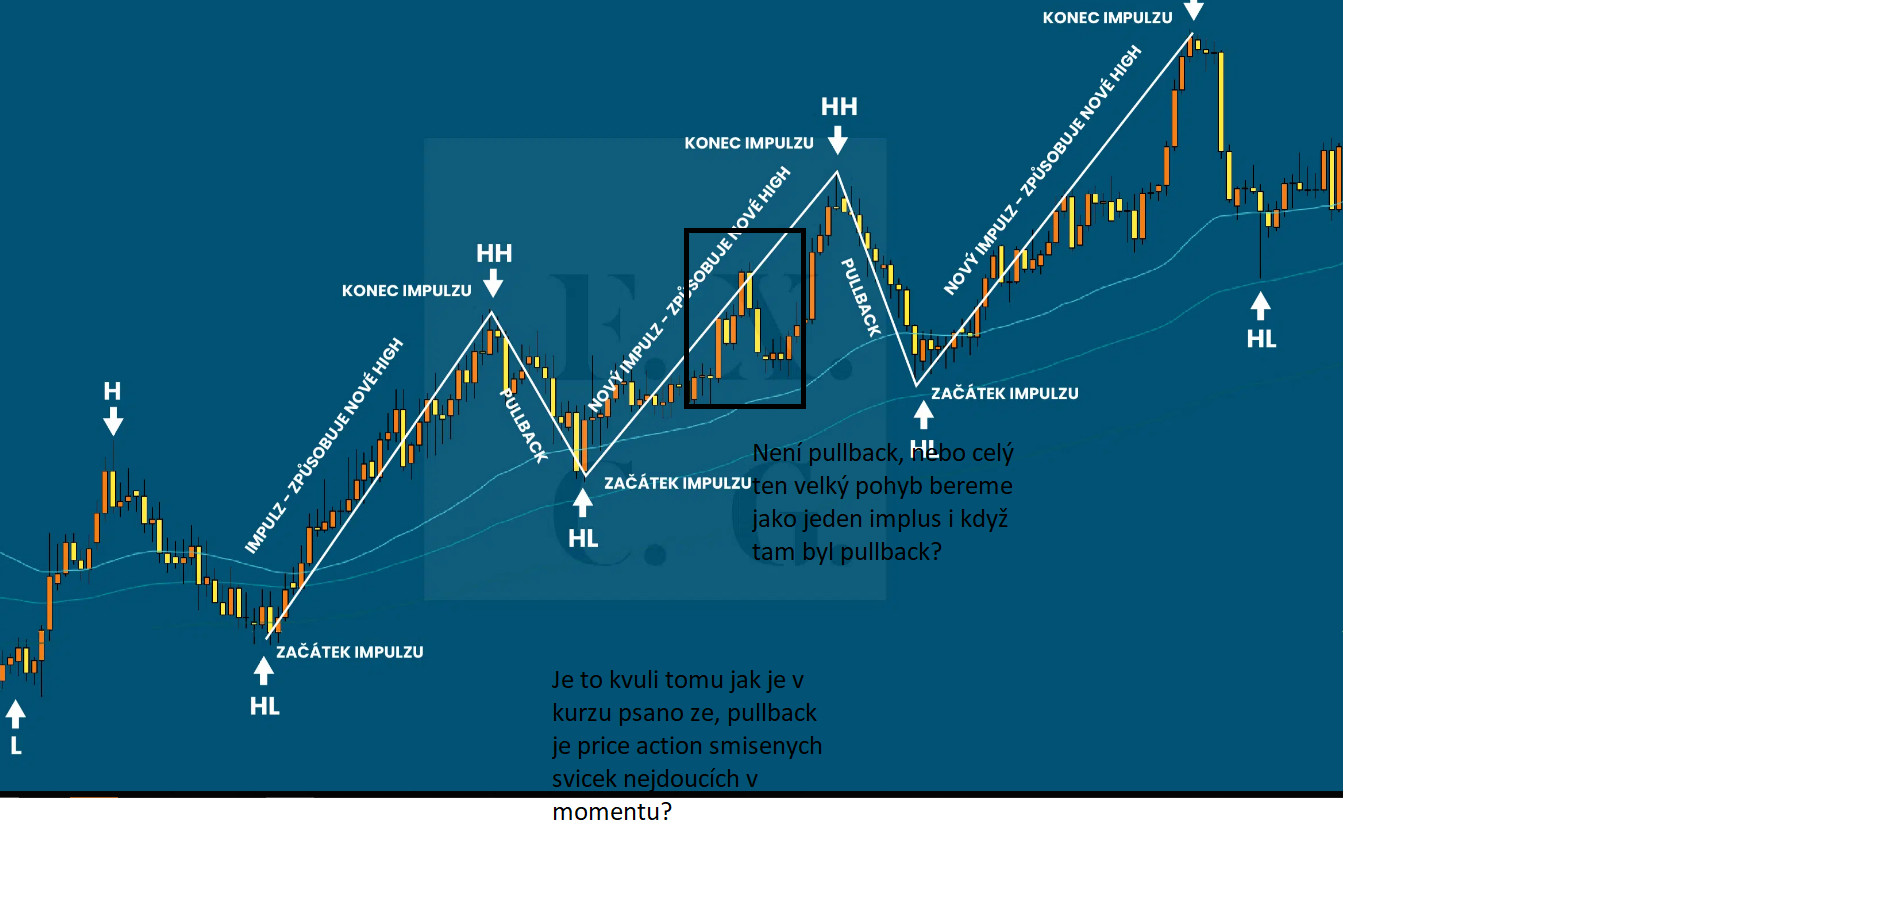 KONEC IMPULZU
HH
KONEC IMPULZU
NOVÝ IMPULZ – ZPŮSOBUJE NOVÉ HIGH
HH
KONEC IMPULZU
NOVÝ IMPULZ – ZPŮSOBUJE NOVÉ HIGH
PULLBACK
H
IMPULZ – ZPŮSOBUJE NOVÉ HIGH
PULLBACK
HL
ZAČÁTEK IMPULZU
HL
Není pullback, nebo celý
ten velký pohyb bereme
jako jeden implus i když
tam byl pullback?
ZAČÁTEK IMPULZU
HL
F. X.
C. G.
ZAČÁTEK IMPULZU
HL
L
Je to kvuli tomu jak je v
kurzu psano ze, pullback
je price action smisenych
svicek nejdoucích v
momentu?